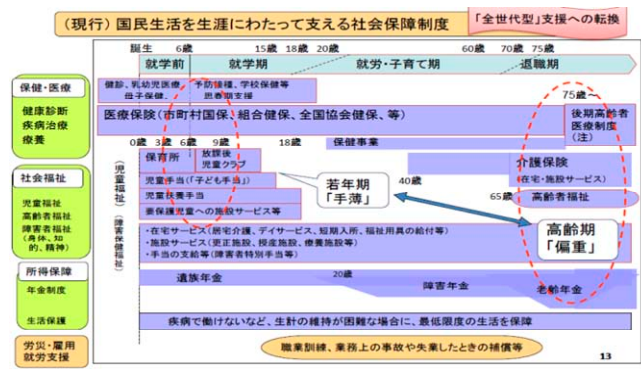 （現行）国民生活を生涯にわたって支える社会保障制度
「全世代型」支援への転換
誕生 6歳 15歳 18歳 20歳 60歳 70歳 75歳
就学前 就学期 就労・子育て期 退職期
保健・医療
健康診断
疾病治療
療養
健診、乳幼児医療 予防接種、学校保健等
母子保健、 思春期支援
医療保険（市町村国保、組合健保、全国協会健保、等）
75歳～
後期高齢者
医療制度
（注）
0歳 3歳 6歳 9歳 18歳
保健事業
社会福祉
児童福祉
高齢者福祉
障害者福祉
（身体、知
的、精神）
（児童福祉）
保育所
放課後
児童クラブ
児童手当（「子ども手当」）
児童扶養手当
要保護児童への施設サービス等
若年期
「手薄」
40歳
介護保険
（在宅・施設サービス）
65歳
高齢者福祉
高齢期
「偏重」
（障害保健福祉）
・在宅サービス（居宅介護、デイサービス、短期入所、福祉用具の給付等）
・施設サービス（更正施設、授産施設、療養施設等）
・手当の支給等（障害者特別手当等）
所得保障
年金制度
生活保護
遺族年金
20歳
障害年金
老齢年金
疾病で働けないなど、生計の維持が困難な場合に、最低限度の生活を保障
労災・雇用
就労支援
職業訓練、業務上の事故や失業したときの補償等
13